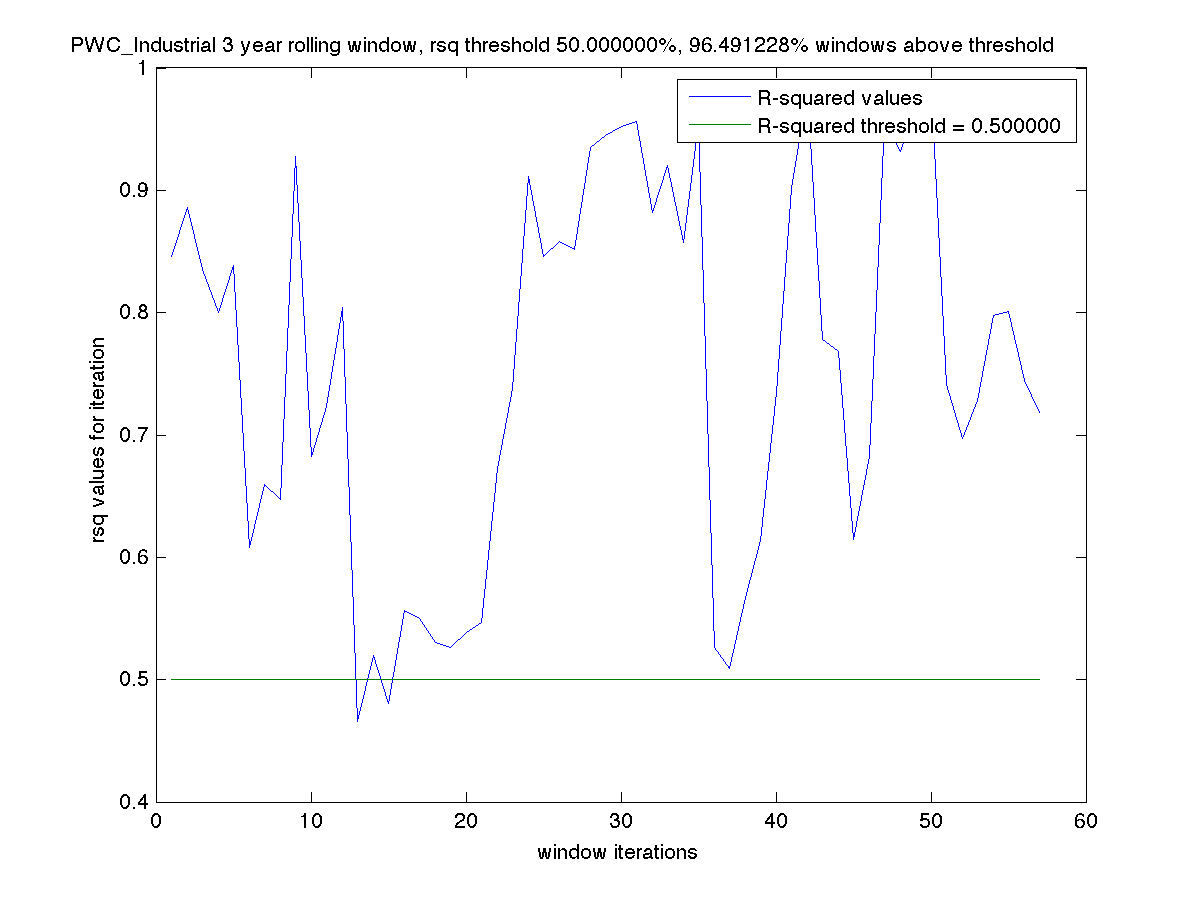 PWC_Industrial 3 year rolling window, rsq threshold 50.000000%, 96.491228% windows above threshold
R-squared values
R-squared threshold = 0.500000
1
0.9
0.8
0.7
0.6
0.5
0.4
rsq values for iteration
0 10 20 30 40 50 60
window iterations